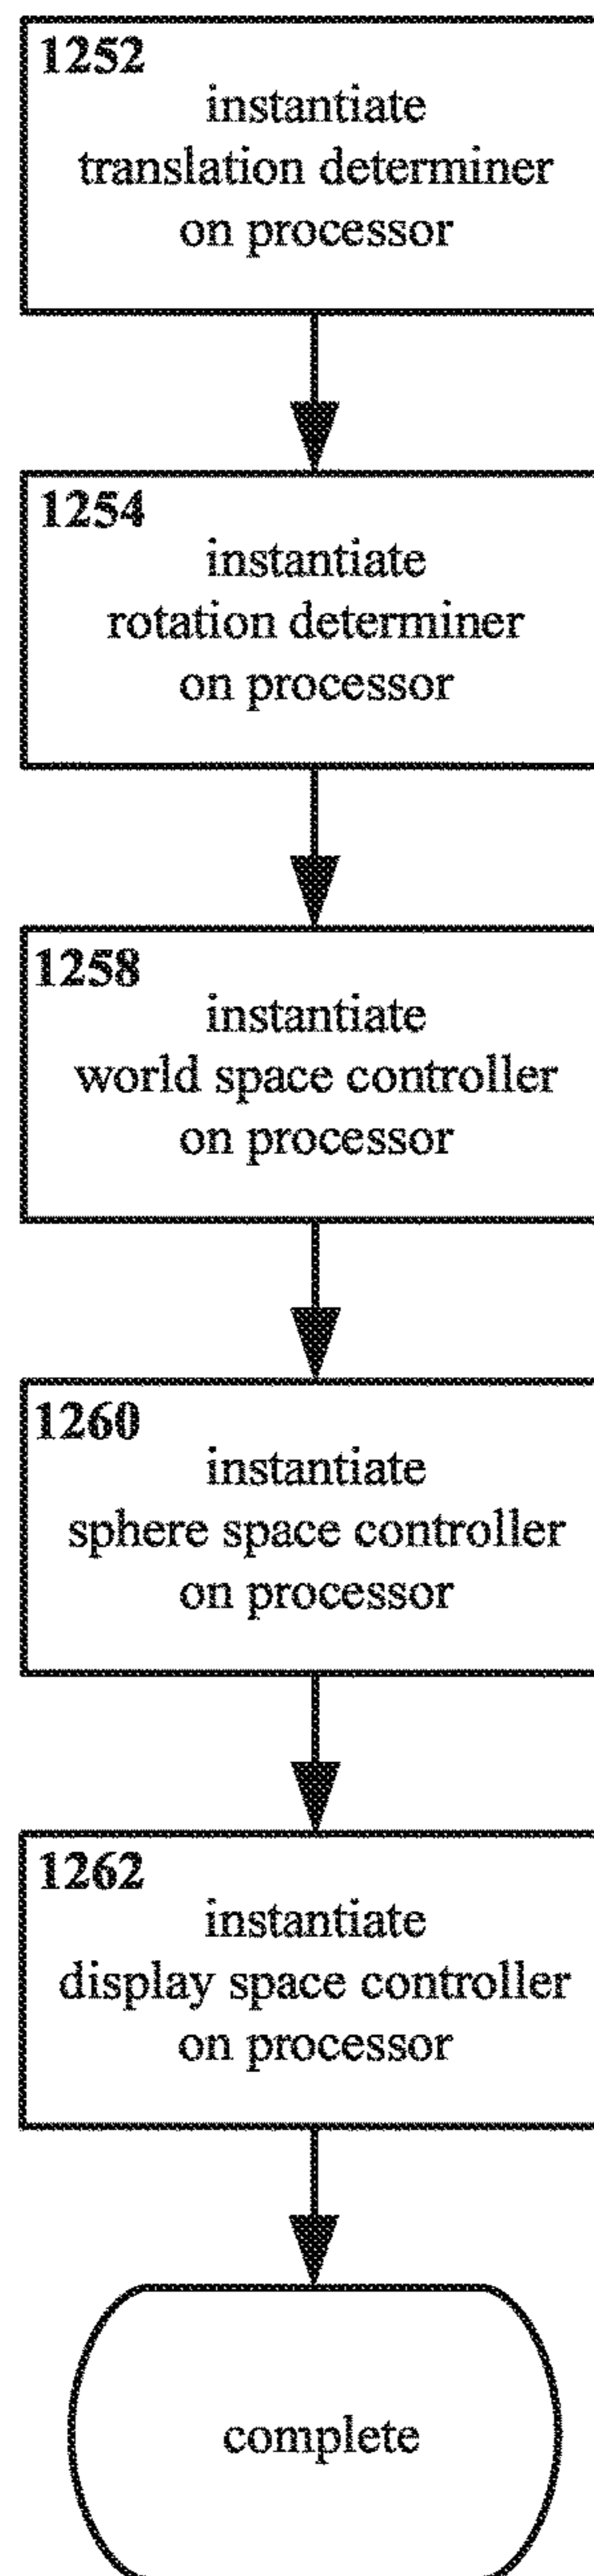 1252
instantiate
translation determiner
on processor
1254
instantiate
rotation determiner
on processor
1258
instantiate
world space controller
on processor
1260
instantiate
sphere space controller
on processor
1262
instantiate
display space controller
on processor
complete